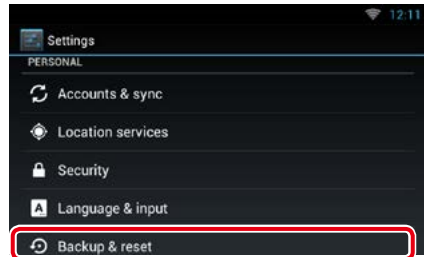 12:11
Settings
PERSONAL
Accounts & sync
Location services
Security
A Language & input
Backup & reset